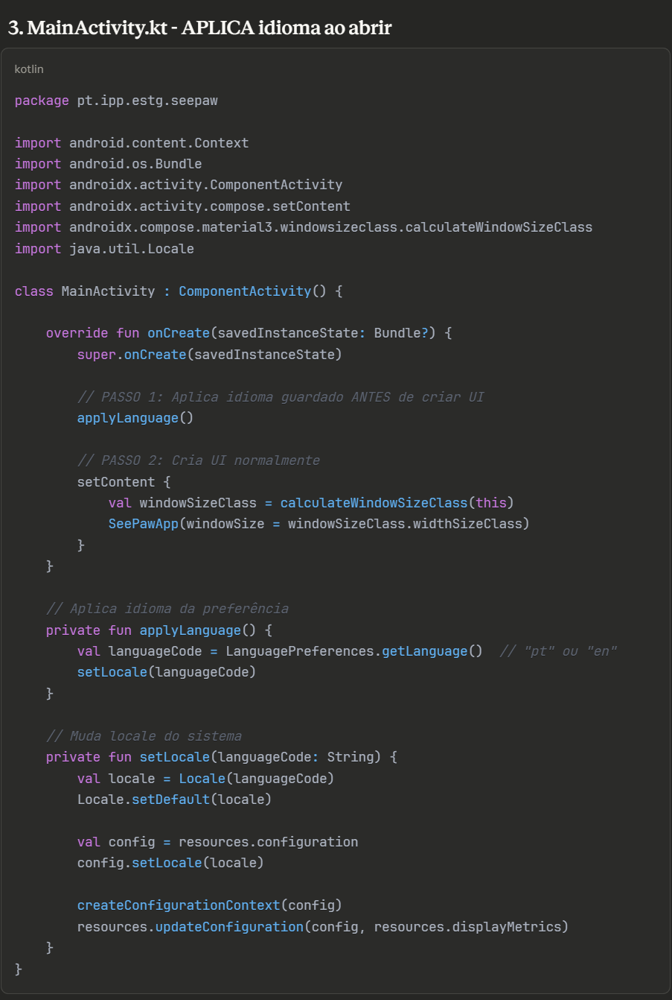 3. MainActivity.kt - APLICA idioma ao abrir
kotlin
package pt.ipp.estg.seepaw
import android.content.Context
import android.os.Bundle
import androidx.activity.ComponentActivity
import androidx.activity.compose.setContent
import androidx.compose.material3.windowsizeclass.calculateWindowSizeClass
import java.util.Locale
class MainActivity : ComponentActivity() {
override fun onCreate(savedInstanceState: Bundle?) {
super.onCreate(savedInstanceState)
// PASSO 1: Aplica idioma guardado ANTES de criar UI
applyLanguage()
// PASSO 2: Cria UI normalmente
setContent {
val windowSizeClass = calculateWindowSizeClass(this)
SeePawApp(windowSize = windowSizeClass.widthSizeClass)
}
}
// Aplica idioma da preferência
private fun applyLanguage() {
val languageCode = LanguagePreferences.getLanguage()  // "pt" ou "en"
setLocale(languageCode)
}
// Muda locale do sistema
private fun setLocale(languageCode: String) {
val locale = Locale(languageCode)
Locale.setDefault(locale)
val config = resources.configuration
config.setLocale(locale)
createConfigurationContext(config)
resources.updateConfiguration(config, resources.displayMetrics)
}
}